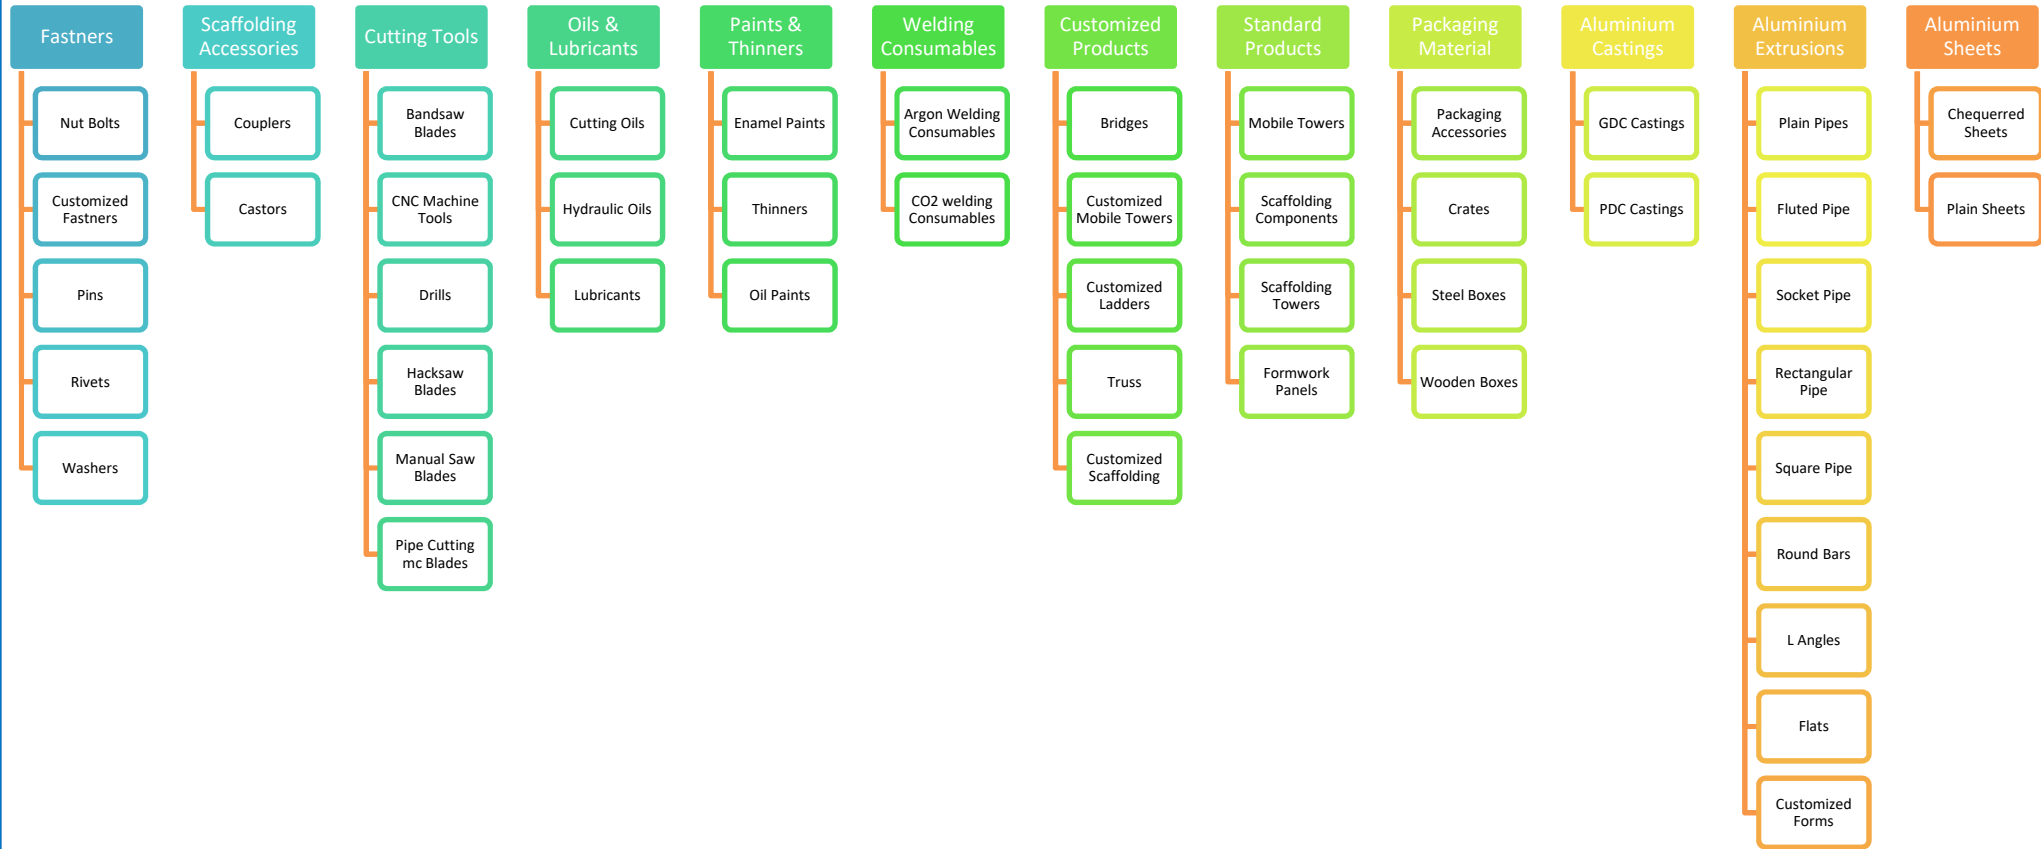 Fastners
Nut Bolts
Customized
Fastners
Pins
Rivets
Washers
Scaffolding
Accessories
Couplers
Castors
Cutting Tools
Bandsaw
Blades
CNC Machine
Tools
Drills
Hacksaw
Blades
Manual Saw
Blades
Pipe Cutting
mc Blades
Oils &
Lubricants
Cutting Oils
Hydraulic Oils
Lubricants
Paints &
Thinners
Enamel Paints
Thinners
Oil Paints
Welding
Consumables
Argon Welding
Consumables
CO2 welding
Consumables
Customized
Products
Bridges
Customized
Mobile Towers
Customized
Ladders
Truss
Customized
Scaffolding
Standard
Products
Mobile Towers
Scaffolding
Components
Scaffolding
Towers
Formwork
Panels
Packaging
Material
Packaging
Accessories
Crates
Steel Boxes
Wooden Boxes
Aluminium
Castings
GDC Castings
PDC Castings
Aluminium
Extrusions
Plain Pipes
Fluted Pipe
Socket Pipe
Rectangular
Pipe
Square Pipe
Round Bars
L Angles
Flats
Customized
Forms
Aluminium
Sheets
Chequerred
Sheets
Plain Sheets